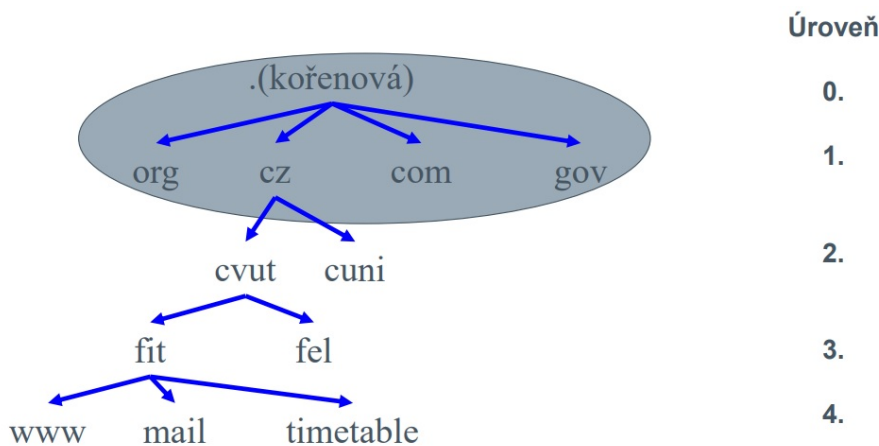 Úroveň
.(kořenová)
0.
org cz com gov
1.
cvut cuni
2.
fit fel
3.
www mail timetable
4.